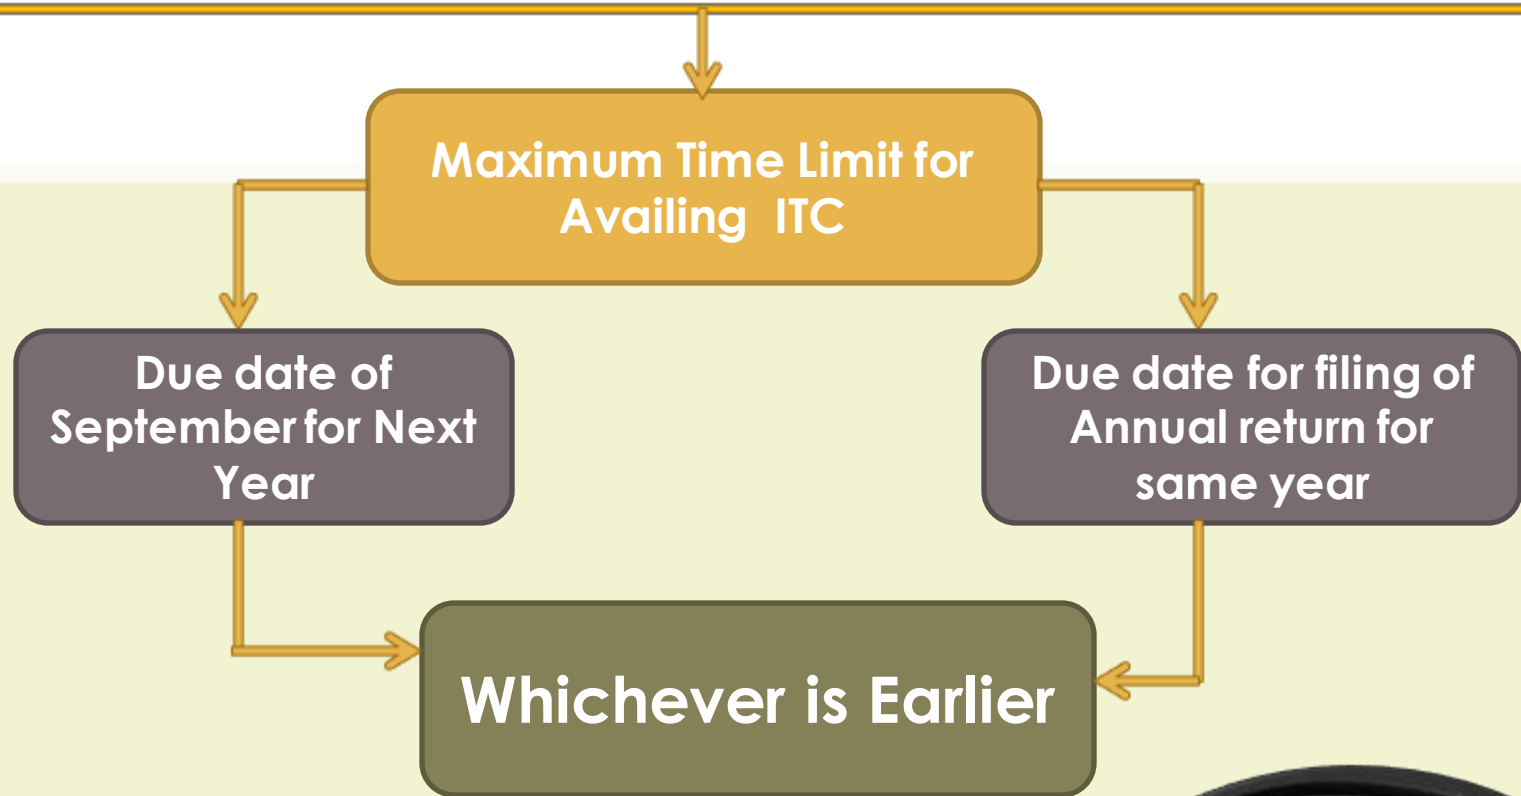 Maximum Time Limit for
Availing ITC
Due date of
September for Next
Year
Due date for filing of
Annual return for
same year
Whichever is Earlier